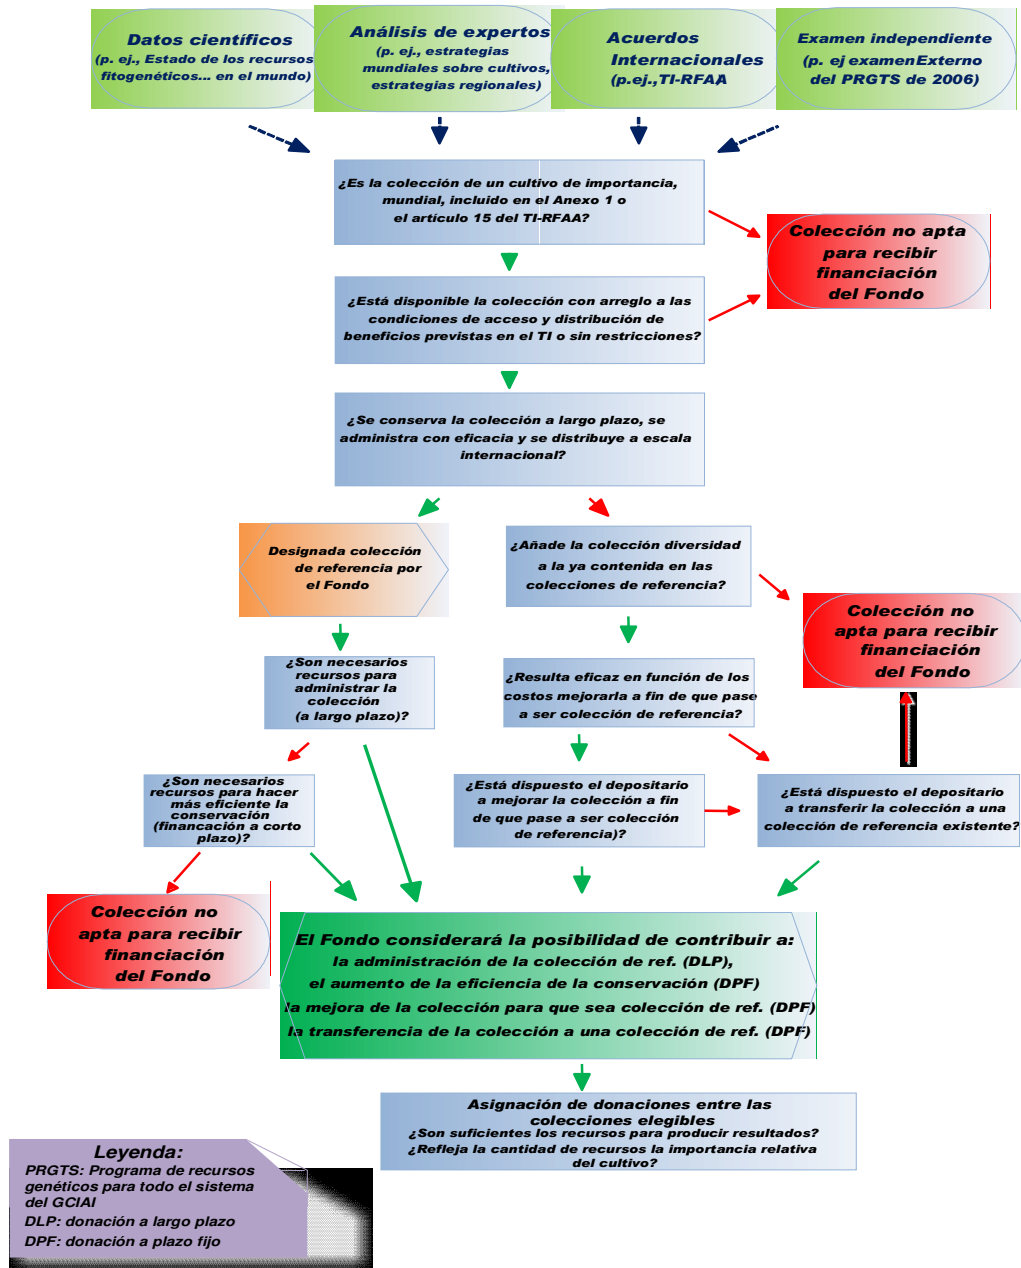 Datos científicos
(p. ej., Estado de los recursos
fitogenéticos... en el mundo)
Análisis de expertos
(p. ej., estrategias
mundiales sobre cultivos,
estrategias regionales)
Acuerdos
Internacionales
(p.ej.,TI-RFAA)
Examen independiente
(p. ej examenExterno
del PRGTS de 2006)
¿Es la colección de un cultivo de importancia,
mundial, incluido en el Anexo 1 o
el artículo 15 del TI-RFAA?
Colección no apta
para recibir
financiación
del Fondo
¿Está disponible la colección con arreglo a las
condiciones de acceso y distribución de
beneficios previstas en el TI o sin restricciones?
¿Se conserva la colección a largo plazo, se
administra con eficacia y se distribuye a escala
internacional?
Designada colección
de referencia por
el Fondo
¿Añade la colección diversidad
a la ya contenida en las
colecciones de referencia?
Colección no
apta para recibir
financiación
del Fondo
¿Son necesarios
recursos para
administrar la
colección
(a largo plazo)?
¿Resulta eficaz en función de los
costos mejorarla a fin de que pase
a ser colección de referencia?
¿Son necesarios
recursos para hacer
más eficiente la
conservación
(financación a corto
plazo)?
¿Está dispuesto el depositario
a mejorar la colección a fin
de que pase a ser colección
de referencia)?
¿Está dispuesto el depositario
a transferir la colección a una
colección de referencia existente?
Colección no
apta para recibir
financiación
del Fondo
El Fondo considerará la posibilidad de contribuir a:
la administración de la colección de ref. (DLP),
el aumento de la eficiencia de la conservación (DPF)
la mejora de la colección para que sea colección de ref. (DPF)
la transferencia de la colección a una colección de ref. (DPF)
Asignación de donaciones entre las
colecciones elegibles
¿Son suficientes los recursos para producir resultados?
¿Refleja la cantidad de recursos la importancia relativa
del cultivo?
Leyenda:
PRGTS: Programa de recursos
genéticos para todo el sistema
del GCIAI
DLP: donación a largo plazo
DPF: donación a plazo fijo